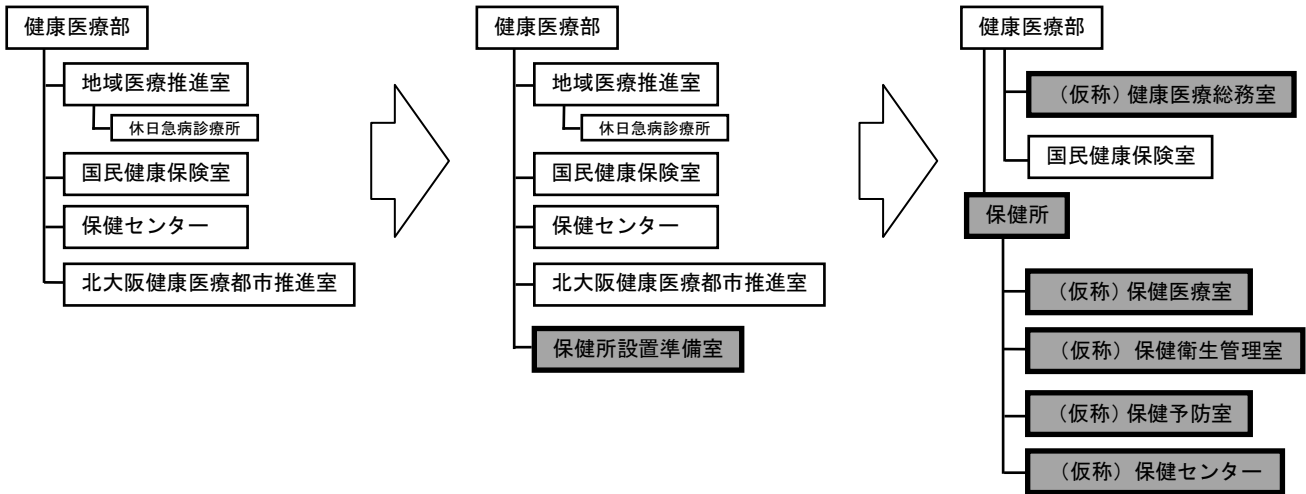 健康医療部
地域医療推進室
休日急病診療所
国民健康保険室
保健センター
北大阪健康医療都市推進室
健康医療部
地域医療推進室
休日急病診療所
国民健康保険室
保健センター
北大阪健康医療都市推進室
保健所設置準備室
健康医療部
（仮称）健康医療総務室
国民健康保険室
保健所
（仮称）保健医療室
（仮称）保健衛生管理室
（仮称）保健予防室
（仮称）保健センター